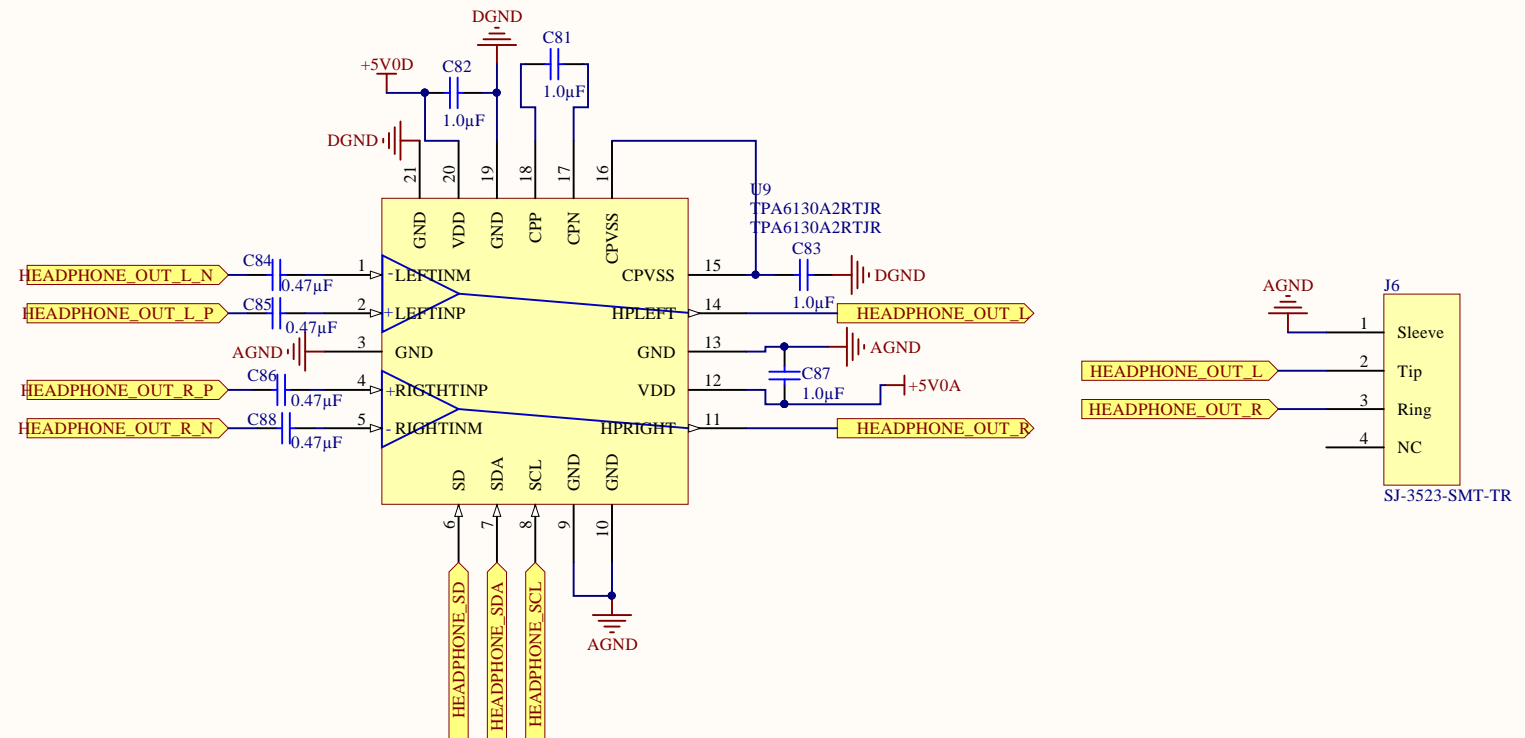 DGND
C81
+5V0D
C82
1.0µF
1.0µF
DGND
21
20
19
18
17
16
GND
VDD
GND
CPP
CPN
CPVSS
U9
TPA6130A2RTJR
TPA6130A2RTJR
HEADPHONE_OUT_L_N
C84
0.47µF
1
-LEFTINM
CPVSS
15
C83
1.0µF
DGND
HEADPHONE_OUT_L_P
C85
0.47µF
2
+LEFTINP
HPLEFT
14
HEADPHONE_OUT_L
AGND
3
GND
GND
13
AGND
HEADPHONE_OUT_R_P
C86
0.47µF
4
+RIGTHTINP
VDD
12
C87
1.0µF
+5V0A
HEADPHONE_OUT_R_N
C88
0.47µF
5
-RIGHTINM
HPRIGHT
11
HEADPHONE_OUT_R
SD
SDA
SCL
GND
GND
6
7
8
9
10
HEADPHONE_SD
HEADPHONE_SDA
HEADPHONE_SCL
AGND
AGND
J6
1
Sleeve
HEADPHONE_OUT_L
2
Tip
HEADPHONE_OUT_R
3
Ring
4
NC
SJ-3523-SMT-TR